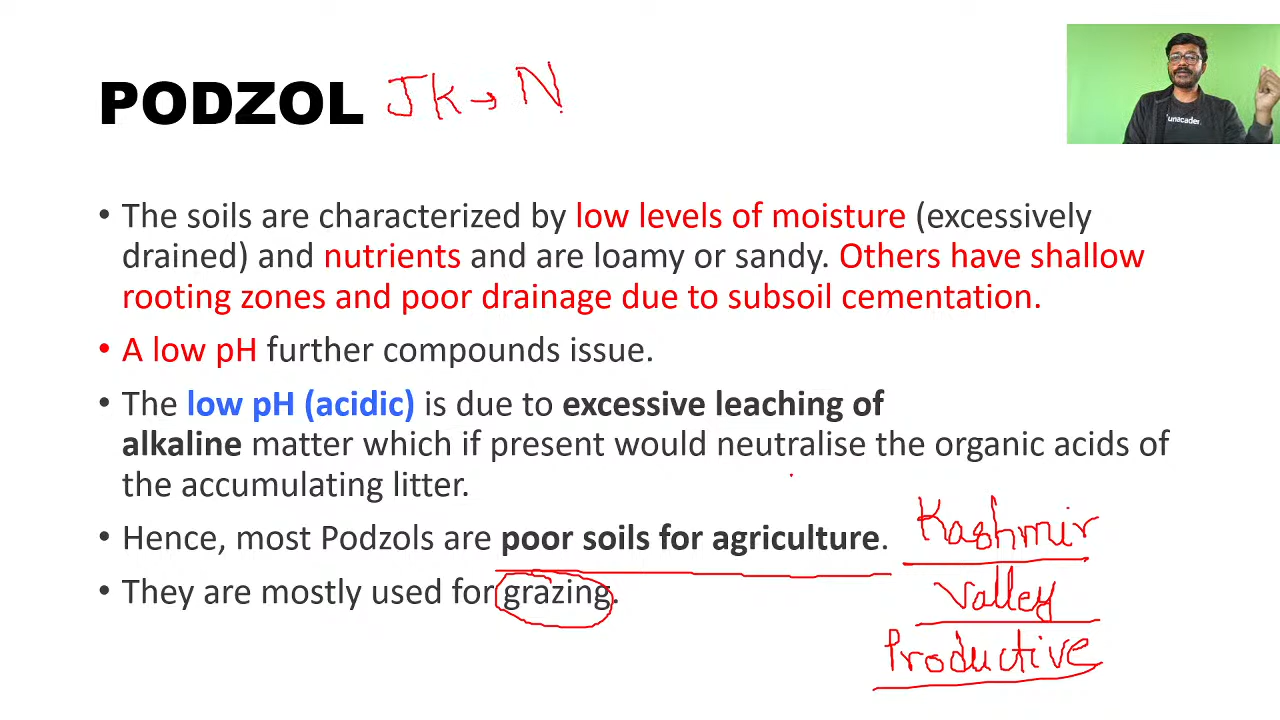 PODZOL Jk → N
unacader
• The soils are characterized by low levels of moisture (excessively
drained) and nutrients and are loamy or sandy. Others have shallow
rooting zones and poor drainage due to subsoil cementation.
• A low pH further compounds issue.
• The low pH (acidic) is due to excessive leaching of
alkaline matter which if present would neutralise the organic acids of
the accumulating litter.
• Hence, most Podzols are poor soils for agriculture.
• They are mostly used for grazing.
Kashmir
Valley
Productive